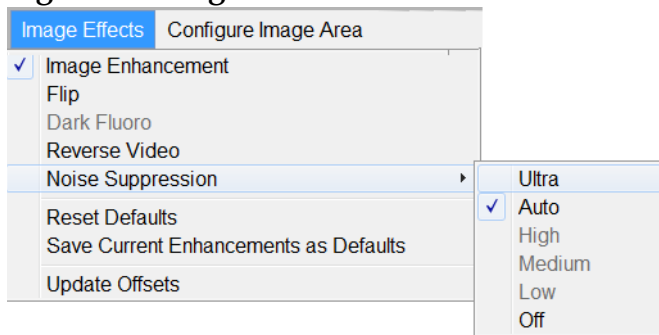 Image Effects Configure Image Area
✓ Image Enhancement
Flip
Dark Fluoro
Reverse Video
Noise Suppression
Ultra
✓ Auto
High
Medium
Low
Off
Reset Defaults
Save Current Enhancements as Defaults
Update Offsets